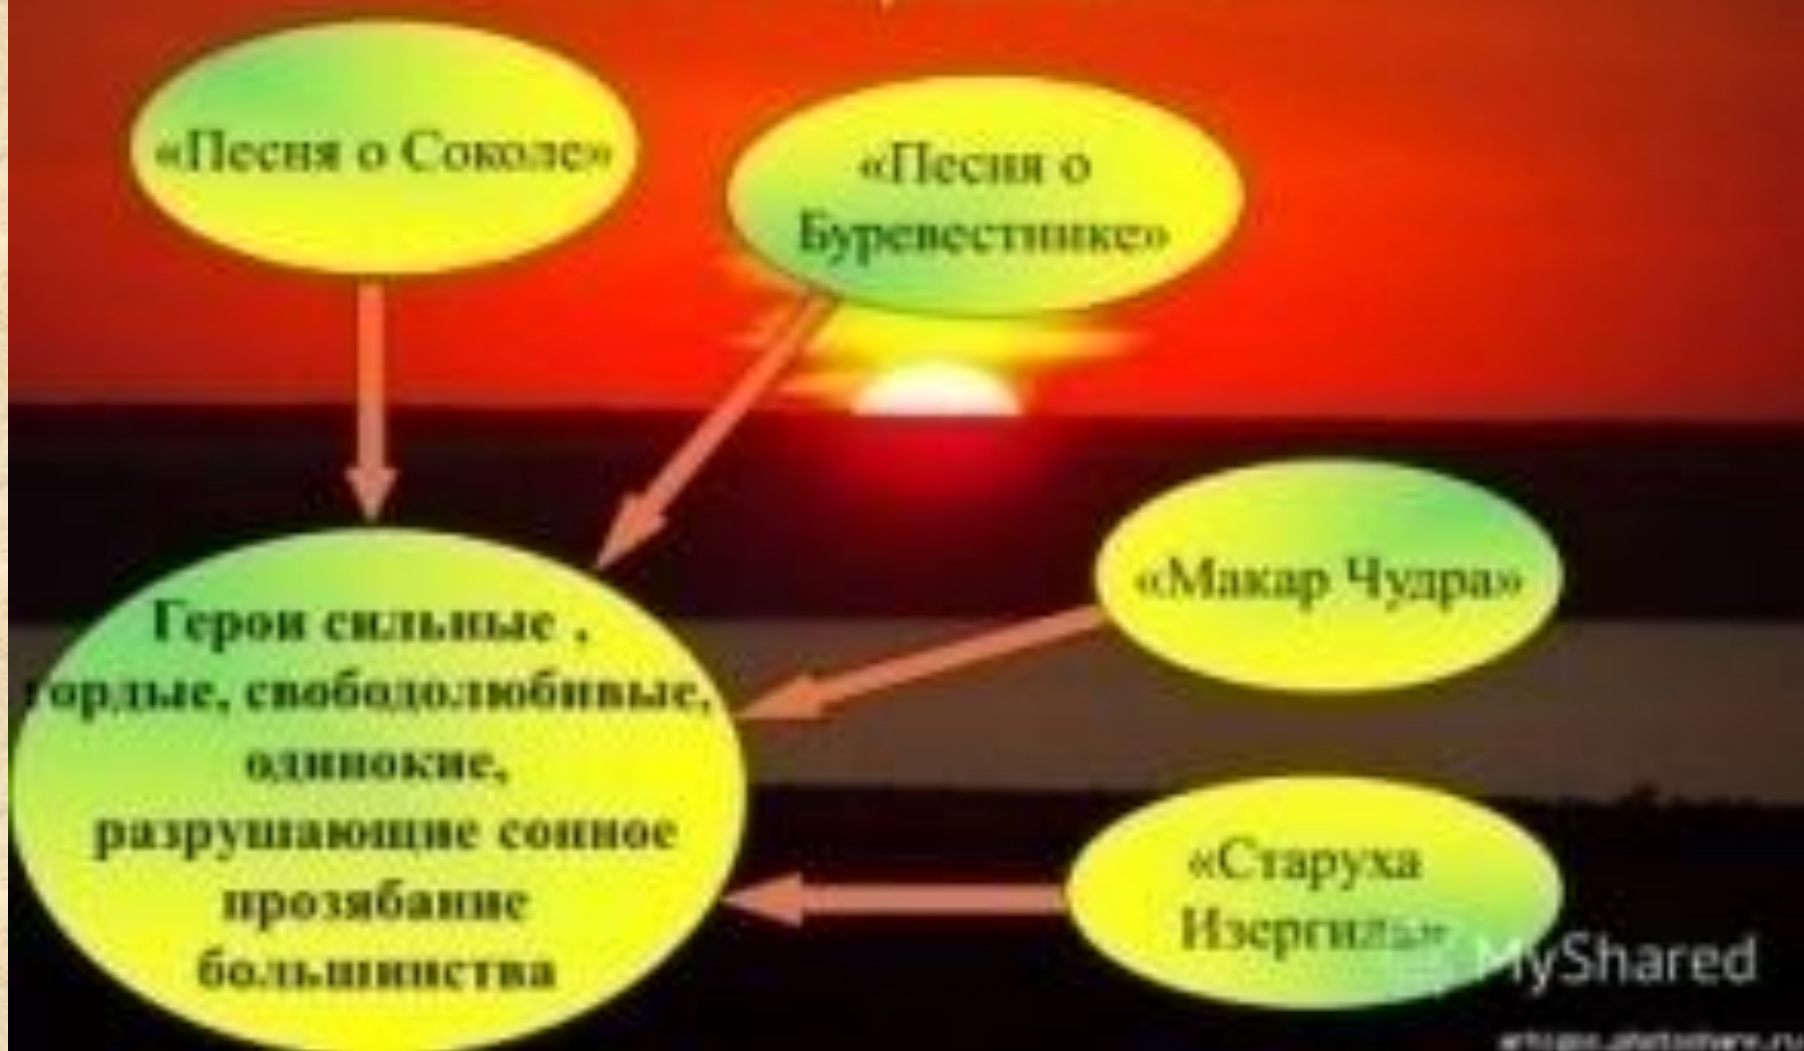 «Песня о Соколе»
«Песня о
Буревестнике»
«Макар Чудра»
Герои сильные ,
гордые, свободолюбивые,
одинокие,
разрушающие сонное
прозябание
большинства
«Старуха
Изергиль»
MyShared